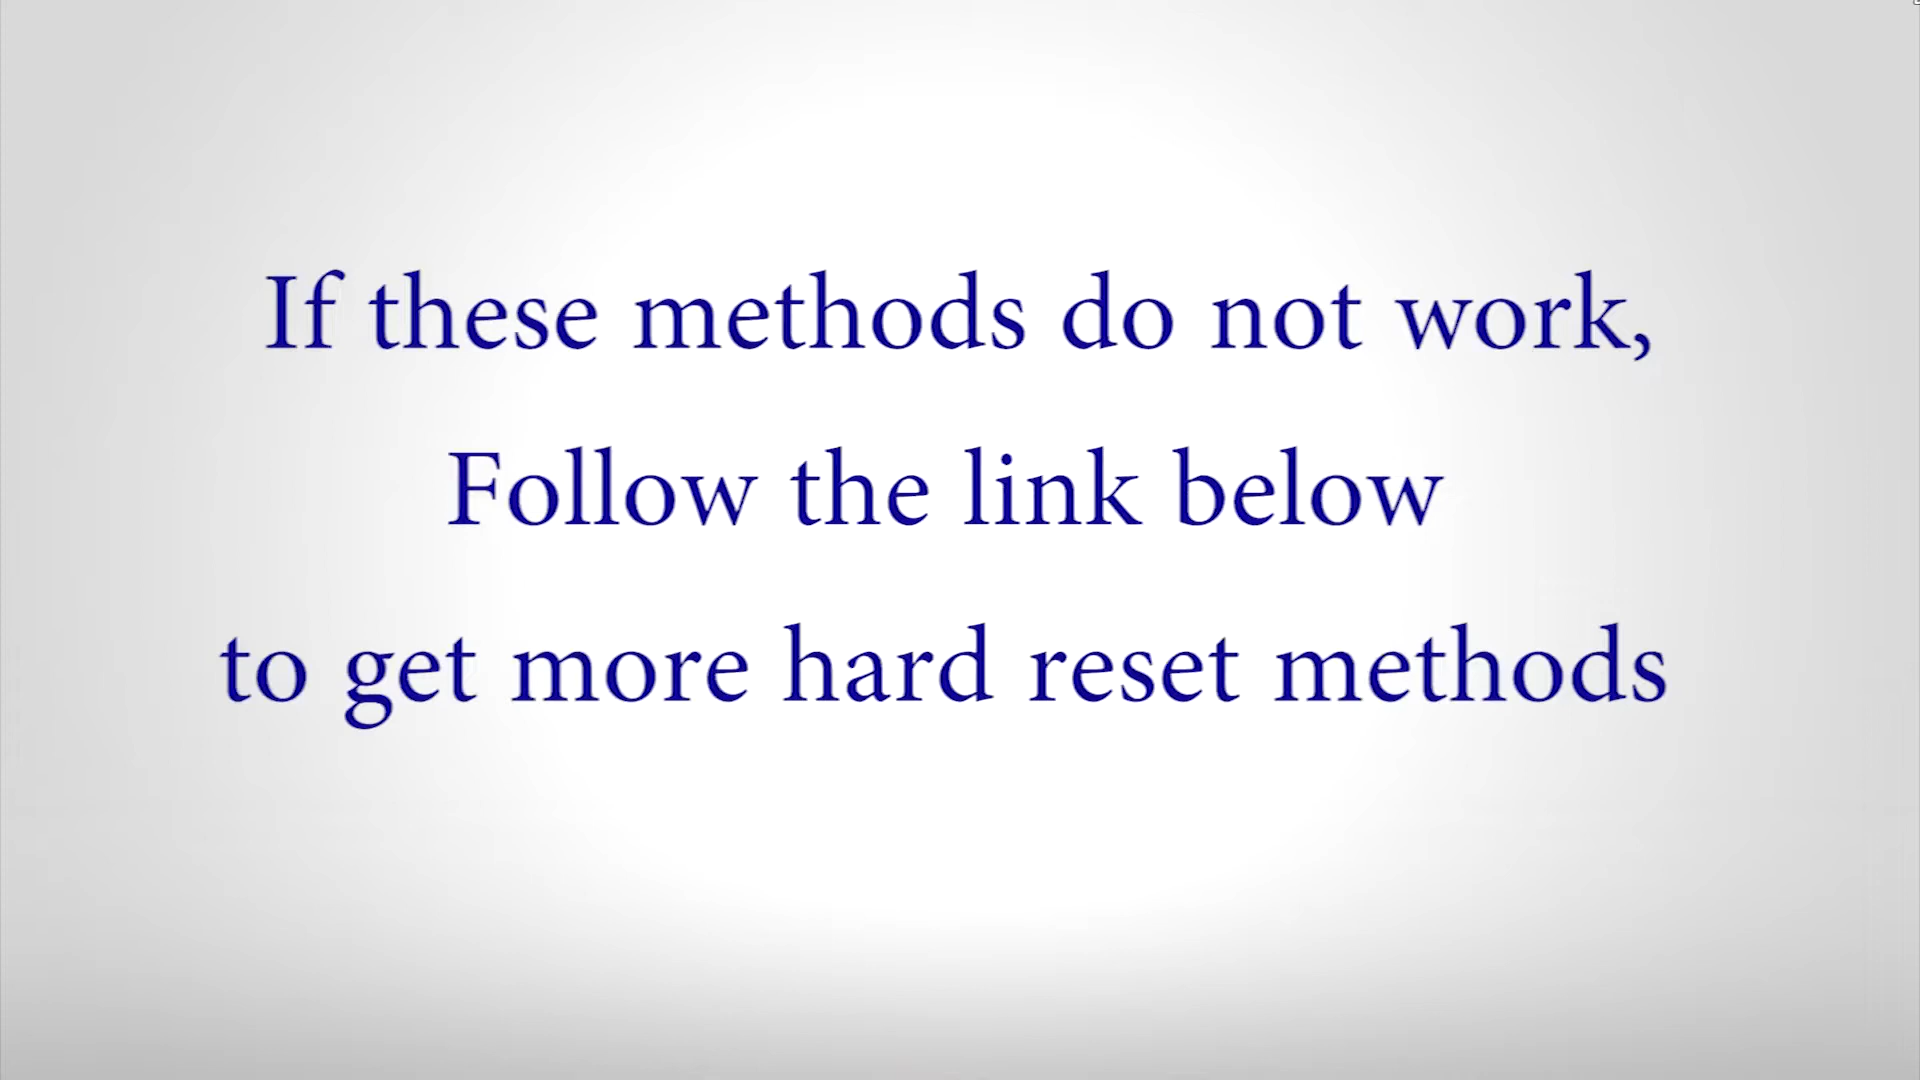 If these methods do not work,
Follow the link below
to get more hard reset methods